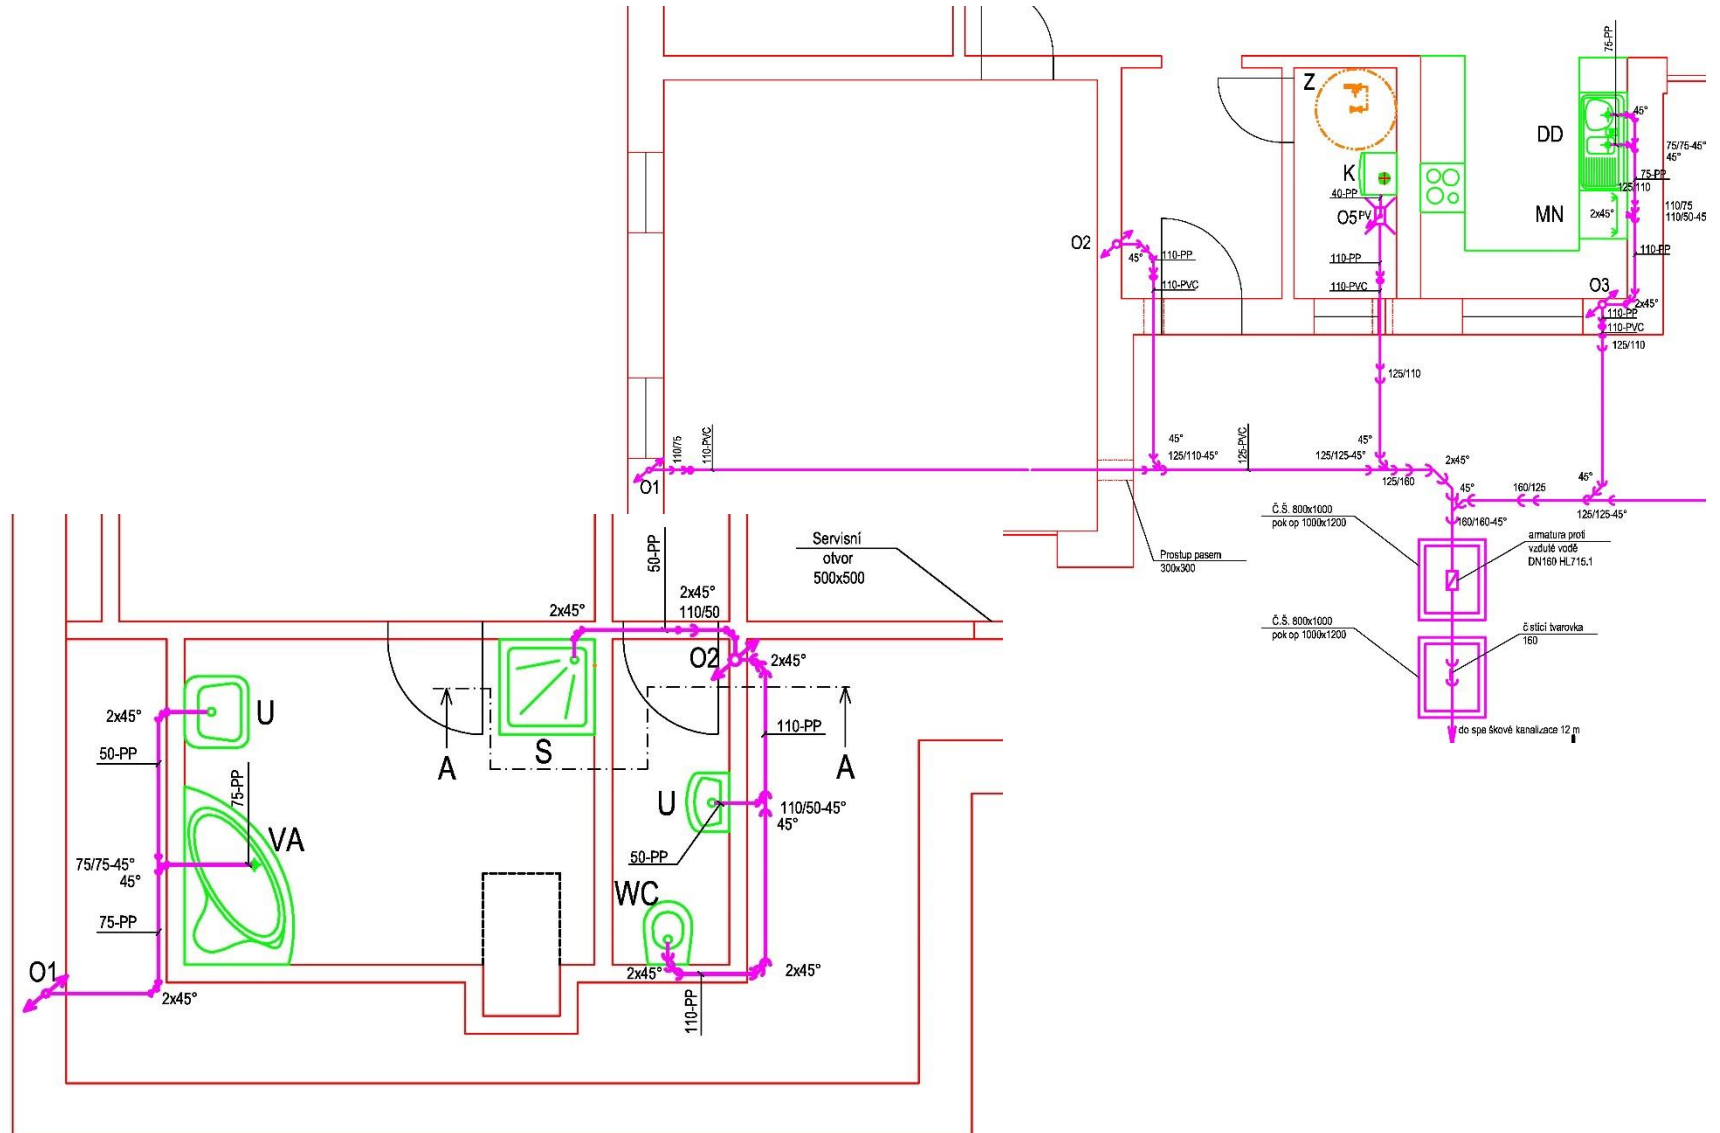 75-PP
Z
45°
DD
75/75-45°
45°
K
75-PP
40-PP
125/110
O5
PV
MN
2x45°
110/75
110/50-45
O2
45°
110-PP
110-PP
110-PP
110-PVC
110-PVC
O3
2x45°
110-PP
110-PVC
125/110
125/110
110/75
110-PVC
45°
125/110-45°
125-PVC
45°
125/125-45°
125/160
2x45°
45°
160/125
45°
125/125-45°
160/160-45°
O1
Č.Š. 800x1000
pok op 1000x1200
armatura proti
vzduté vodě
DN160 HL715.1
Prostup pasem
300x300
Č.Š. 800x1000
pok op 1000x1200
čisticí tvarovka
160
do spa škové kanalizace 12 m
50-PP
Servisní
otvor
500x500
2x45°
2x45°
110/50
O2
2x45°
2x45°
U
50-PP
75-PP
VA
A
S
110-PP
A
U
110/50-45°
45°
50-PP
75/75-45°
45°
WC
75-PP
O1
2x45°
2x45°
2x45°
110-PP